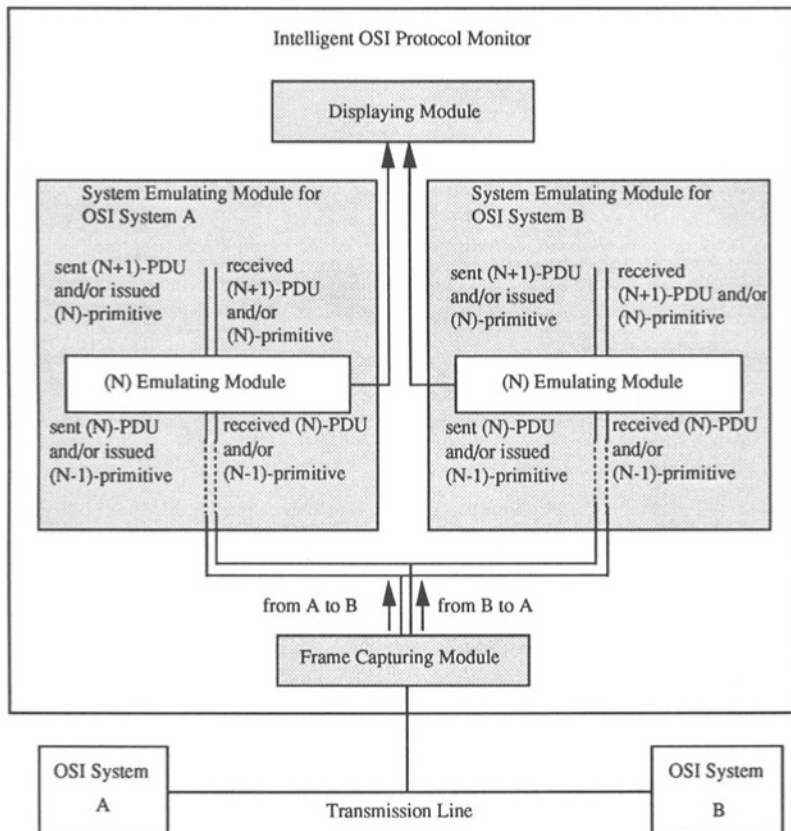 Intelligent OSI Protocol Monitor
Displaying Module
System Emulating Module for
OSI System A
sent (N+1)-PDU
and/or issued
(N)-primitive
received
(N+1)-PDU
and/or
(N)-primitive
(N) Emulating Module
sent (N)-PDU
and/or issued
(N-1)-primitive
received (N)-PDU
and/or
(N-1)-primitive
System Emulating Module for
OSI System B
sent (N+1)-PDU
and/or issued
(N)-primitive
received
(N+1)-PDU and/or
(N)-primitive
(N) Emulating Module
sent (N)-PDU
and/or issued
(N-1)-primitive
received (N)-PDU
and/or
(N-1)-primitive
from A to B
from B to A
Frame Capturing Module
OSI System
A
Transmission Line
OSI System
B